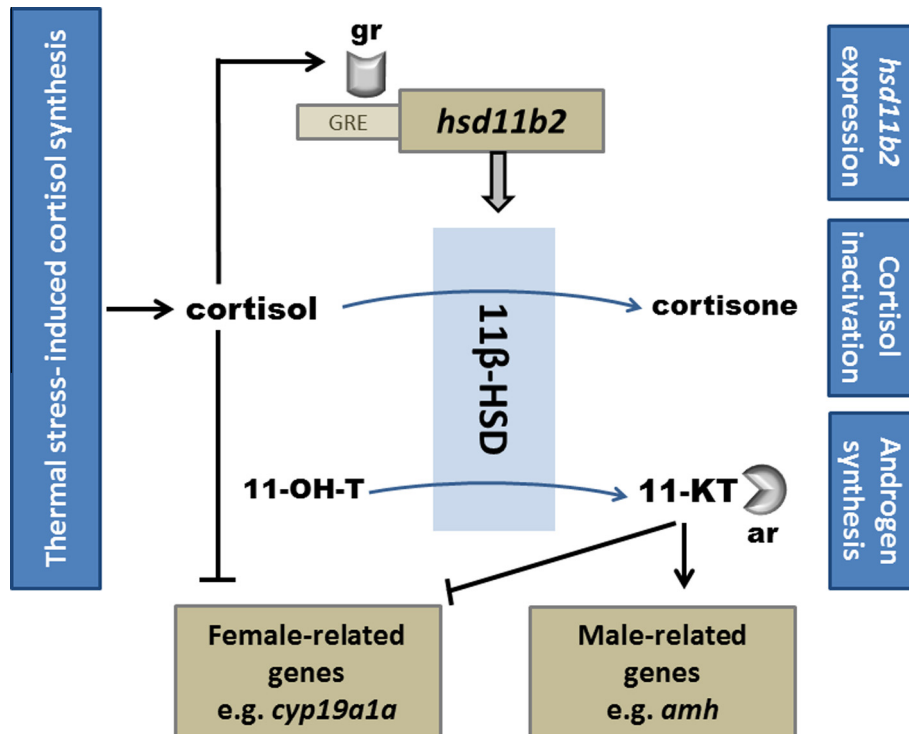 Thermal stress- induced cortisol synthesis
gr
GRE
hsd11b2
hsd11b2
expression
cortisol
cortisone
11β-HSD
Cortisol
inactivation
11-OH-T
11-KT
ar
Androgen
synthesis
Female-related
genes
e.g. cyp19a1a
Male-related
genes
e.g. amh